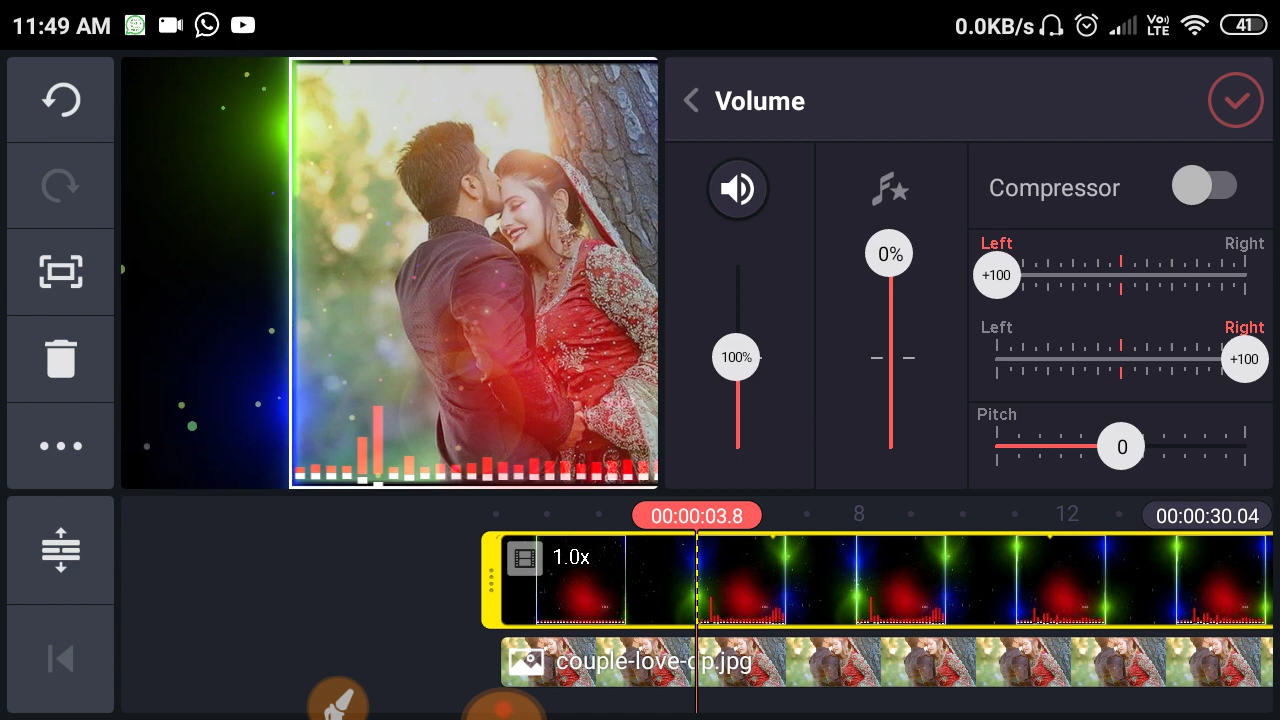 11:49 AM
0.0KB/s
Vo))
LTE
41
Volume
Compressor
0%
100%
Left Right
+100
Left Right
+100
Pitch
0
00:00:03.8
8
12
00:00:30.04
1.0x
couple-love-dp.jpg